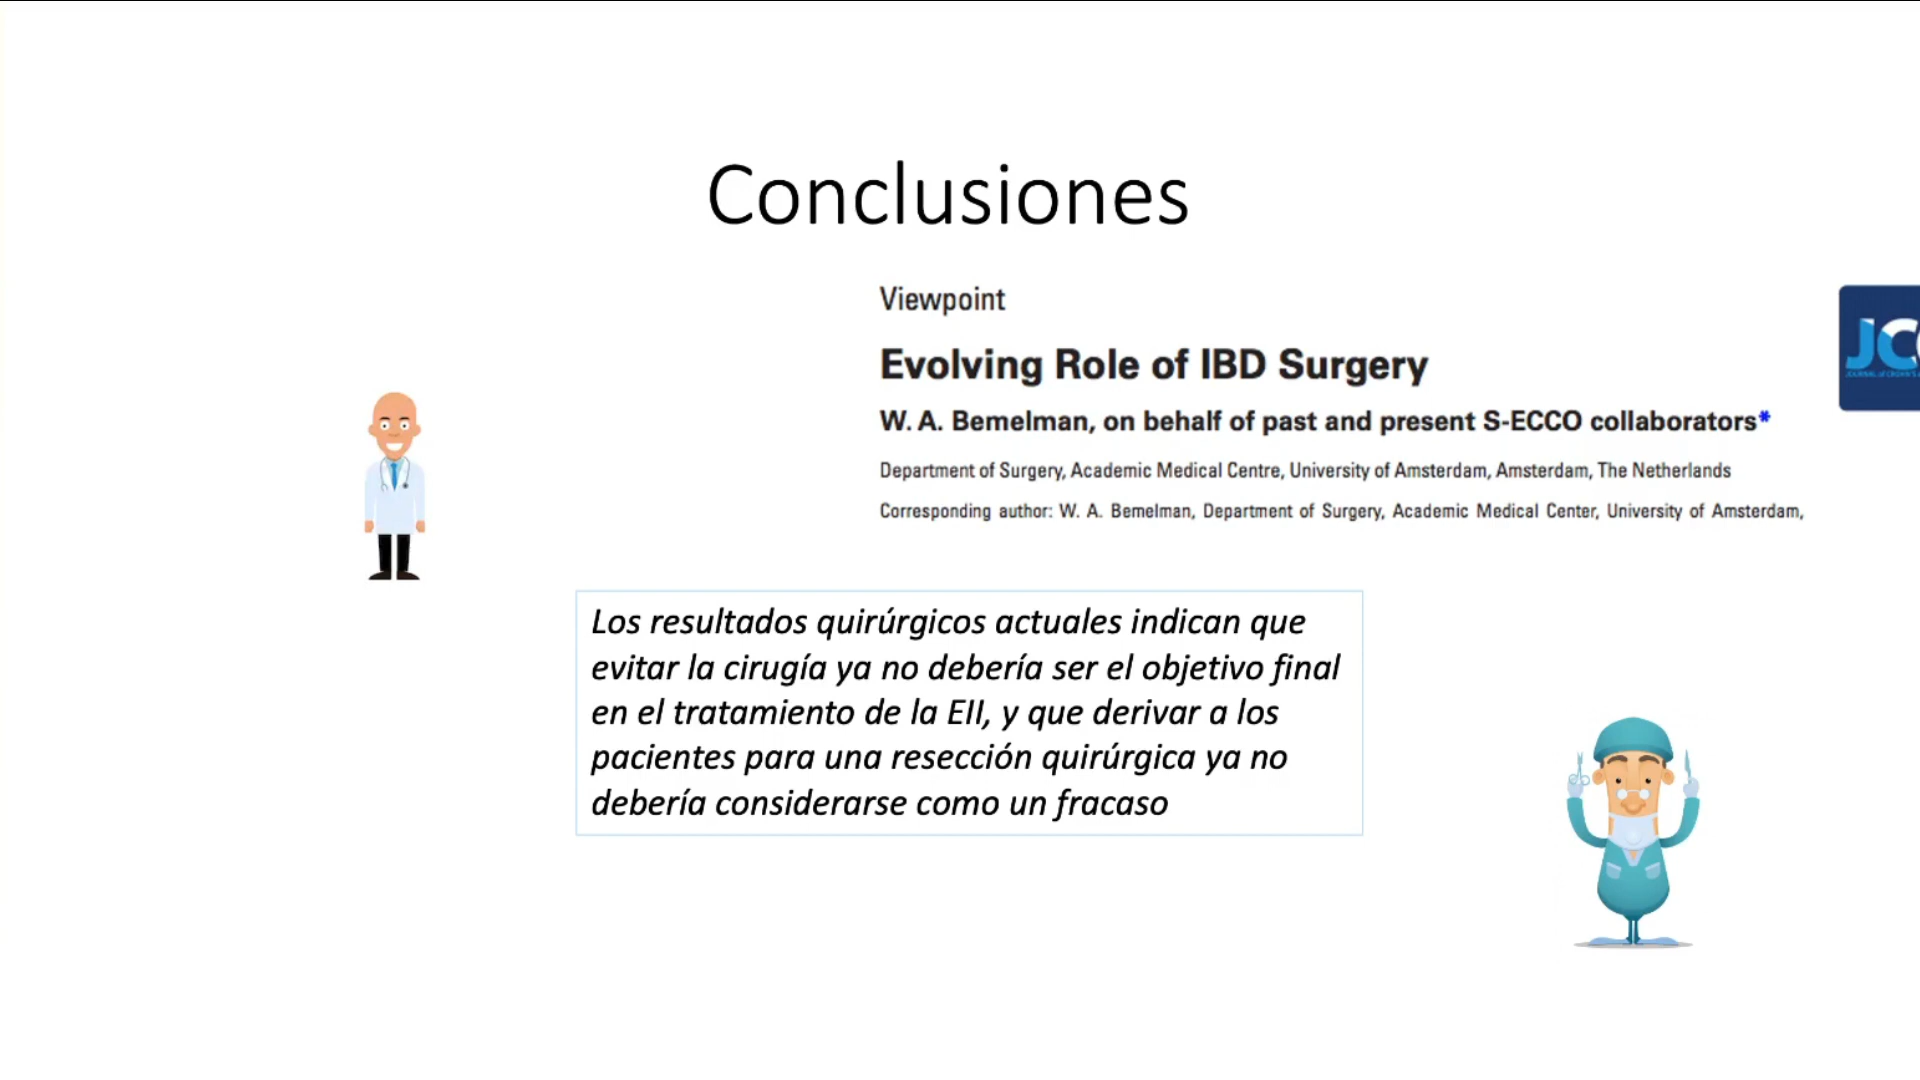 Conclusiones
Viewpoint
Evolving Role of IBD Surgery
W. A. Bemelman, on behalf of past and present S-ECCO collaborators*
Department of Surgery, Academic Medical Centre, University of Amsterdam, Amsterdam, The Netherlands
Corresponding author: W. A. Bemelman, Department of Surgery, Academic Medical Center, University of Amsterdam,
Los resultados quirúrgicos actuales indican que
evitar la cirugía ya no debería ser el objetivo final
en el tratamiento de la EII, y que derivar a los
pacientes para una resección quirúrgica ya no
debería considerarse como un fracaso